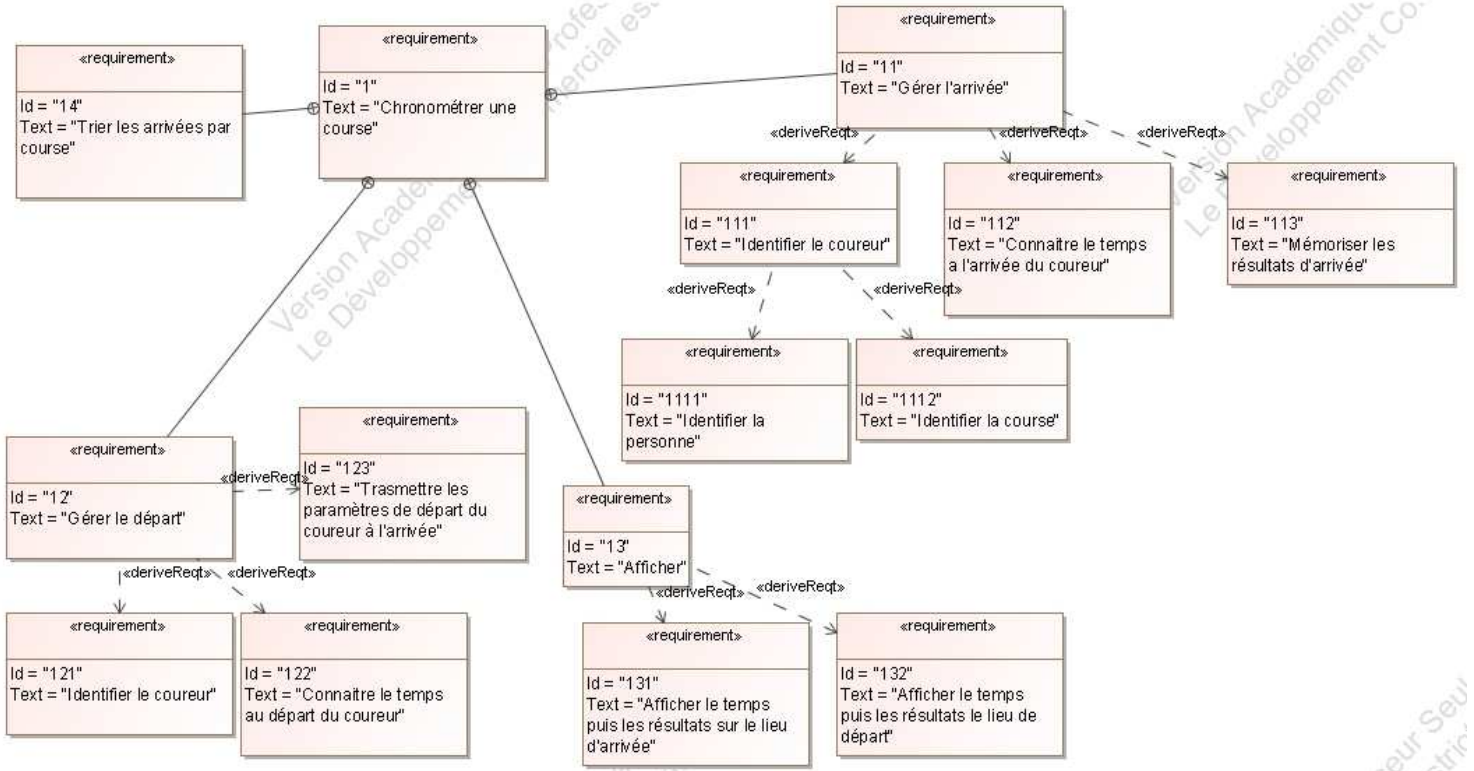 «requirement»
Id = "14"
Text = "Trier les arrivées par
course"
«requirement»
Id = "1"
Text = "Chronométrer une
course"
«requirement»
Id = "11"
Text = "Gérer l'arrivée"
«deriveReqt»
«deriveReqt»
«deriveReqt»
«requirement»
Id = "111"
Text = "Identifier le coureur"
«requirement»
Id = "112"
Text = "Connaitre le temps
a l'arrivée du coureur"
«requirement»
Id = "113"
Text = "Mémoriser les
résultats d'arrivée"
«deriveReqt»
«deriveReqt»
«requirement»
Id = "1111"
Text = "Identifier la
personne"
«requirement»
Id = "1112"
Text = "Identifier la course"
«requirement»
Id = "12"
Text = "Gérer le départ"
«deriveReqt»
«requirement»
Id = "123"
Text = "Trasmettre les
paramètres de départ du
coureur à l'arrivée"
«requirement»
Id = "13"
Text = "Afficher"
«deriveReqt»
«deriveReqt»
«deriveReqt»
«deriveReqt»
«requirement»
Id = "121"
Text = "Identifier le coureur"
«requirement»
Id = "122"
Text = "Connaitre le temps
au départ du coureur"
«requirement»
Id = "131"
Text = "Afficher le temps
puis les résultats sur le lieu
d'arrivée"
«requirement»
Id = "132"
Text = "Afficher le temps
puis les résultats le lieu de
départ"
Version Académique
Le Développement